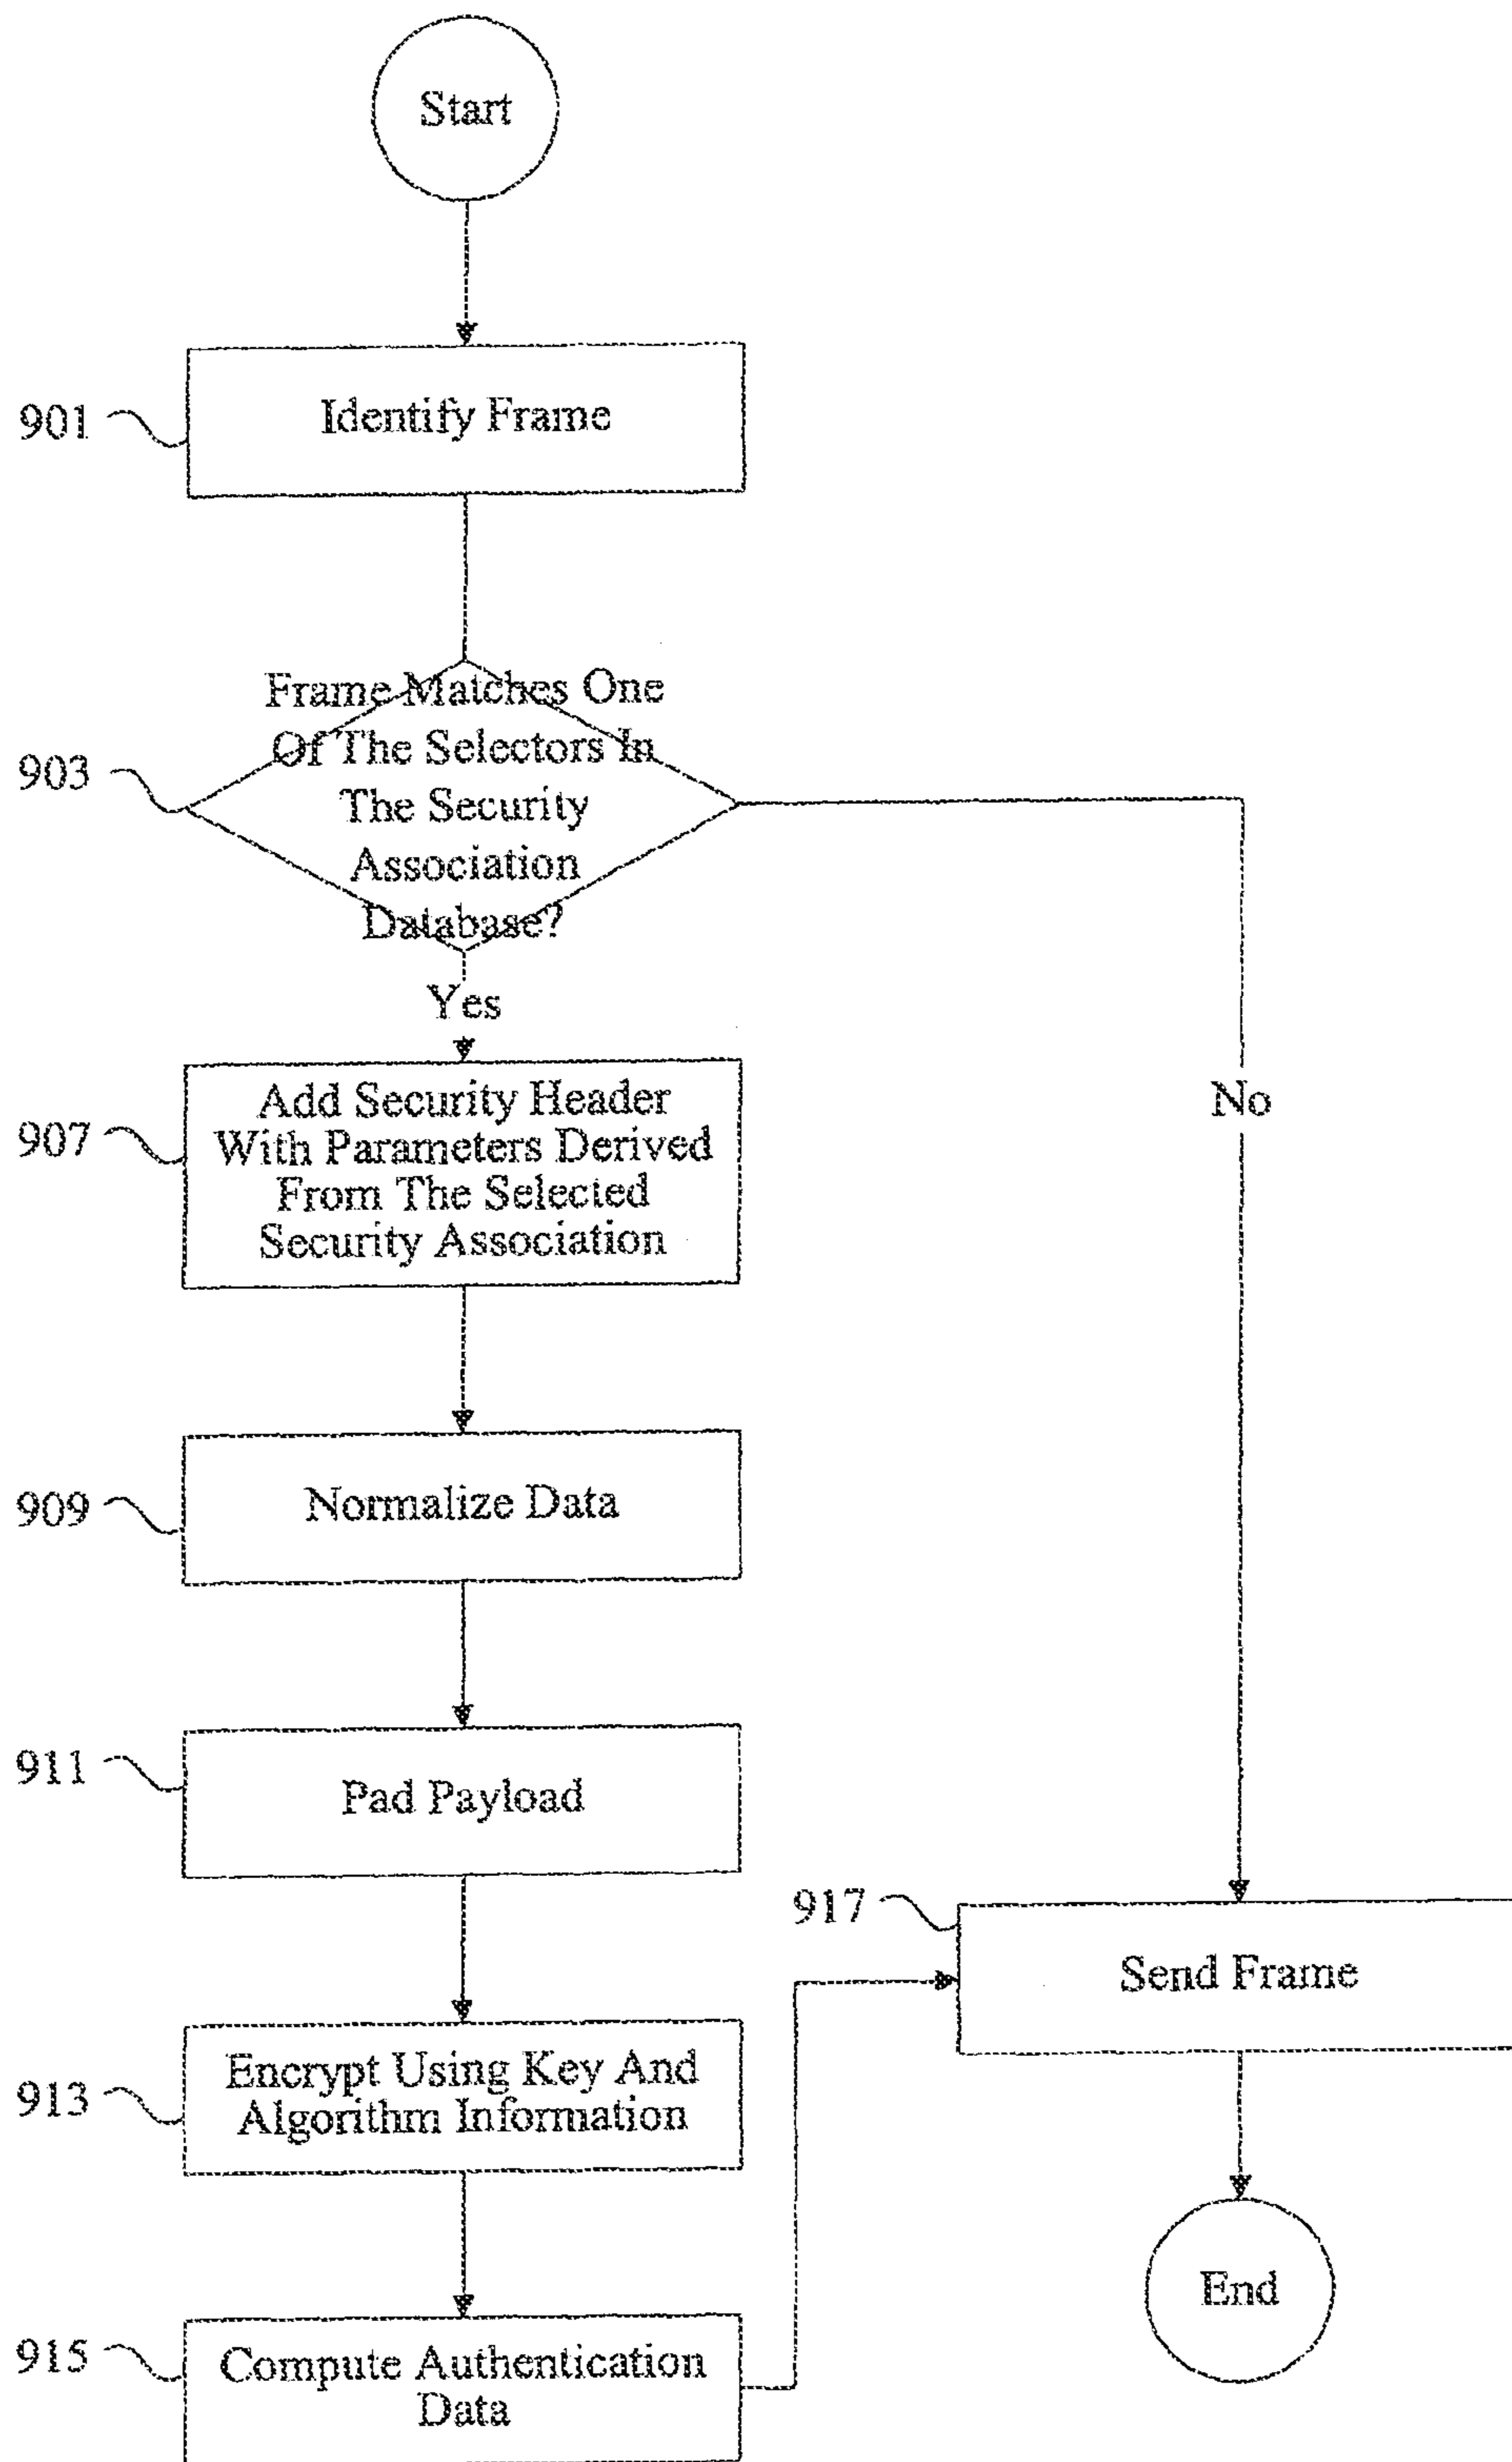 Start
901
Identify Frame
903
Frame Matches One
Of The Selectors In
The Security
Association
Database?
Yes
No
907
Add Security Header
With Parameters Derived
From The Selected
Security Association
909
Normalize Data
911
Pad Payload
917
Send Frame
913
Encrypt Using Key And
Algorithm Information
End
915
Compute Authentication
Data